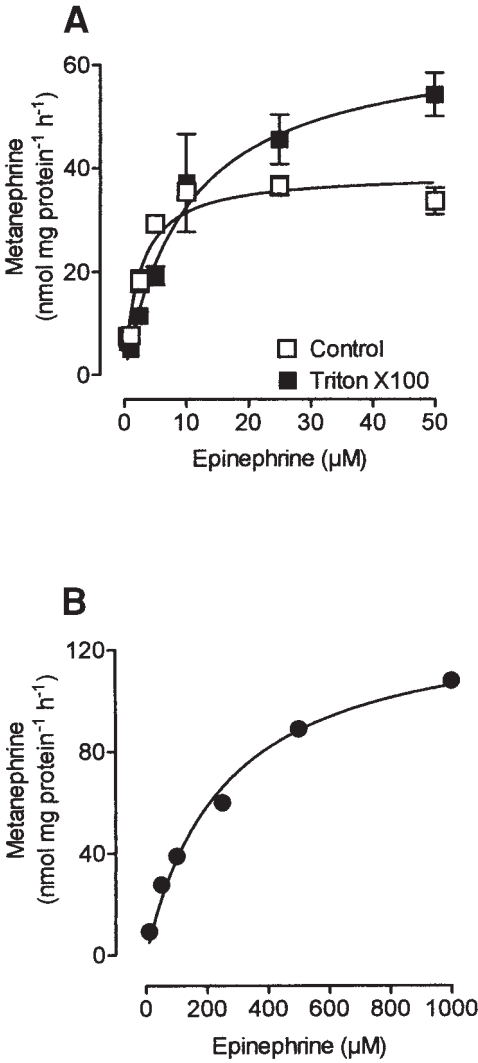 A
Metanephrine
(nmol mg protein⁻¹ h⁻¹)
60
40
20
0
Control
Triton X100
0 10 20 30 40 50
Epinephrine (µM)
B
Metanephrine
(nmol mg protein⁻¹ h⁻¹)
120
80
40
0
0 200 400 600 800 1000
Epinephrine (µM)